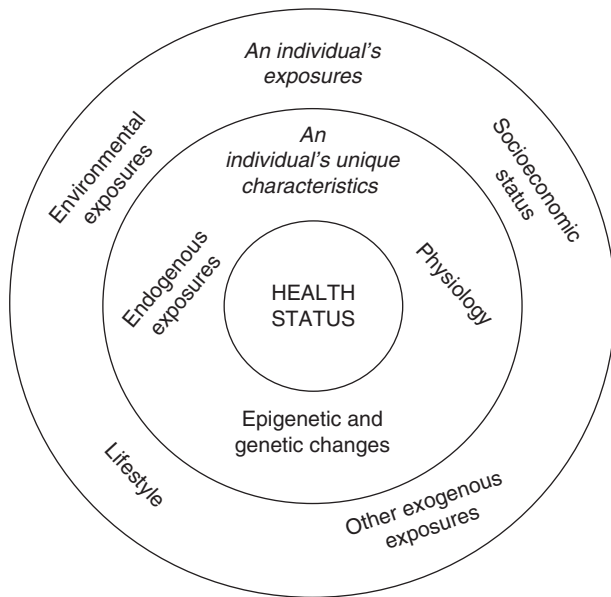 An individual's
exposures
Environmental
exposures
Socioeconomic
status
An
individual's unique
characteristics
Endogenous
exposures
Physiology
HEALTH
STATUS
Epigenetic and
genetic changes
Lifestyle
Other exogenous
exposures